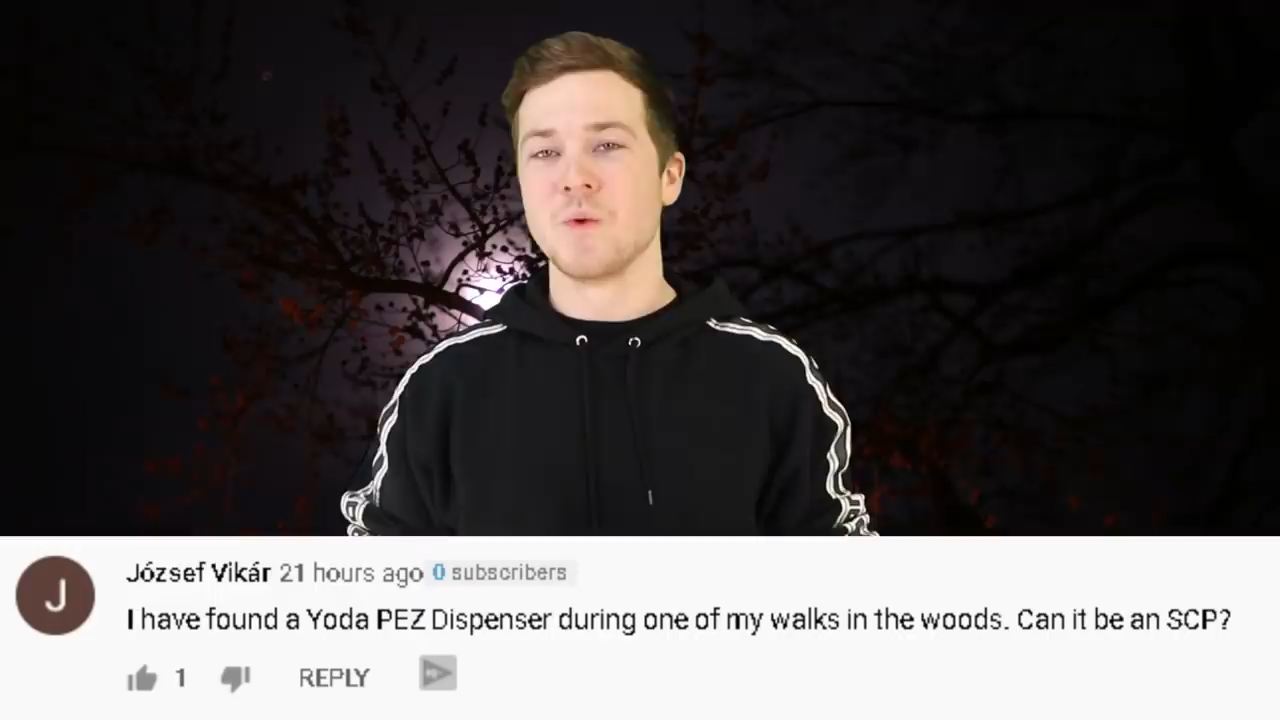 J
József Vikár 21 hours ago 0 subscribers
I have found a Yoda PEZ Dispenser during one of my walks in the woods. Can it be an SCP?
1 REPLY